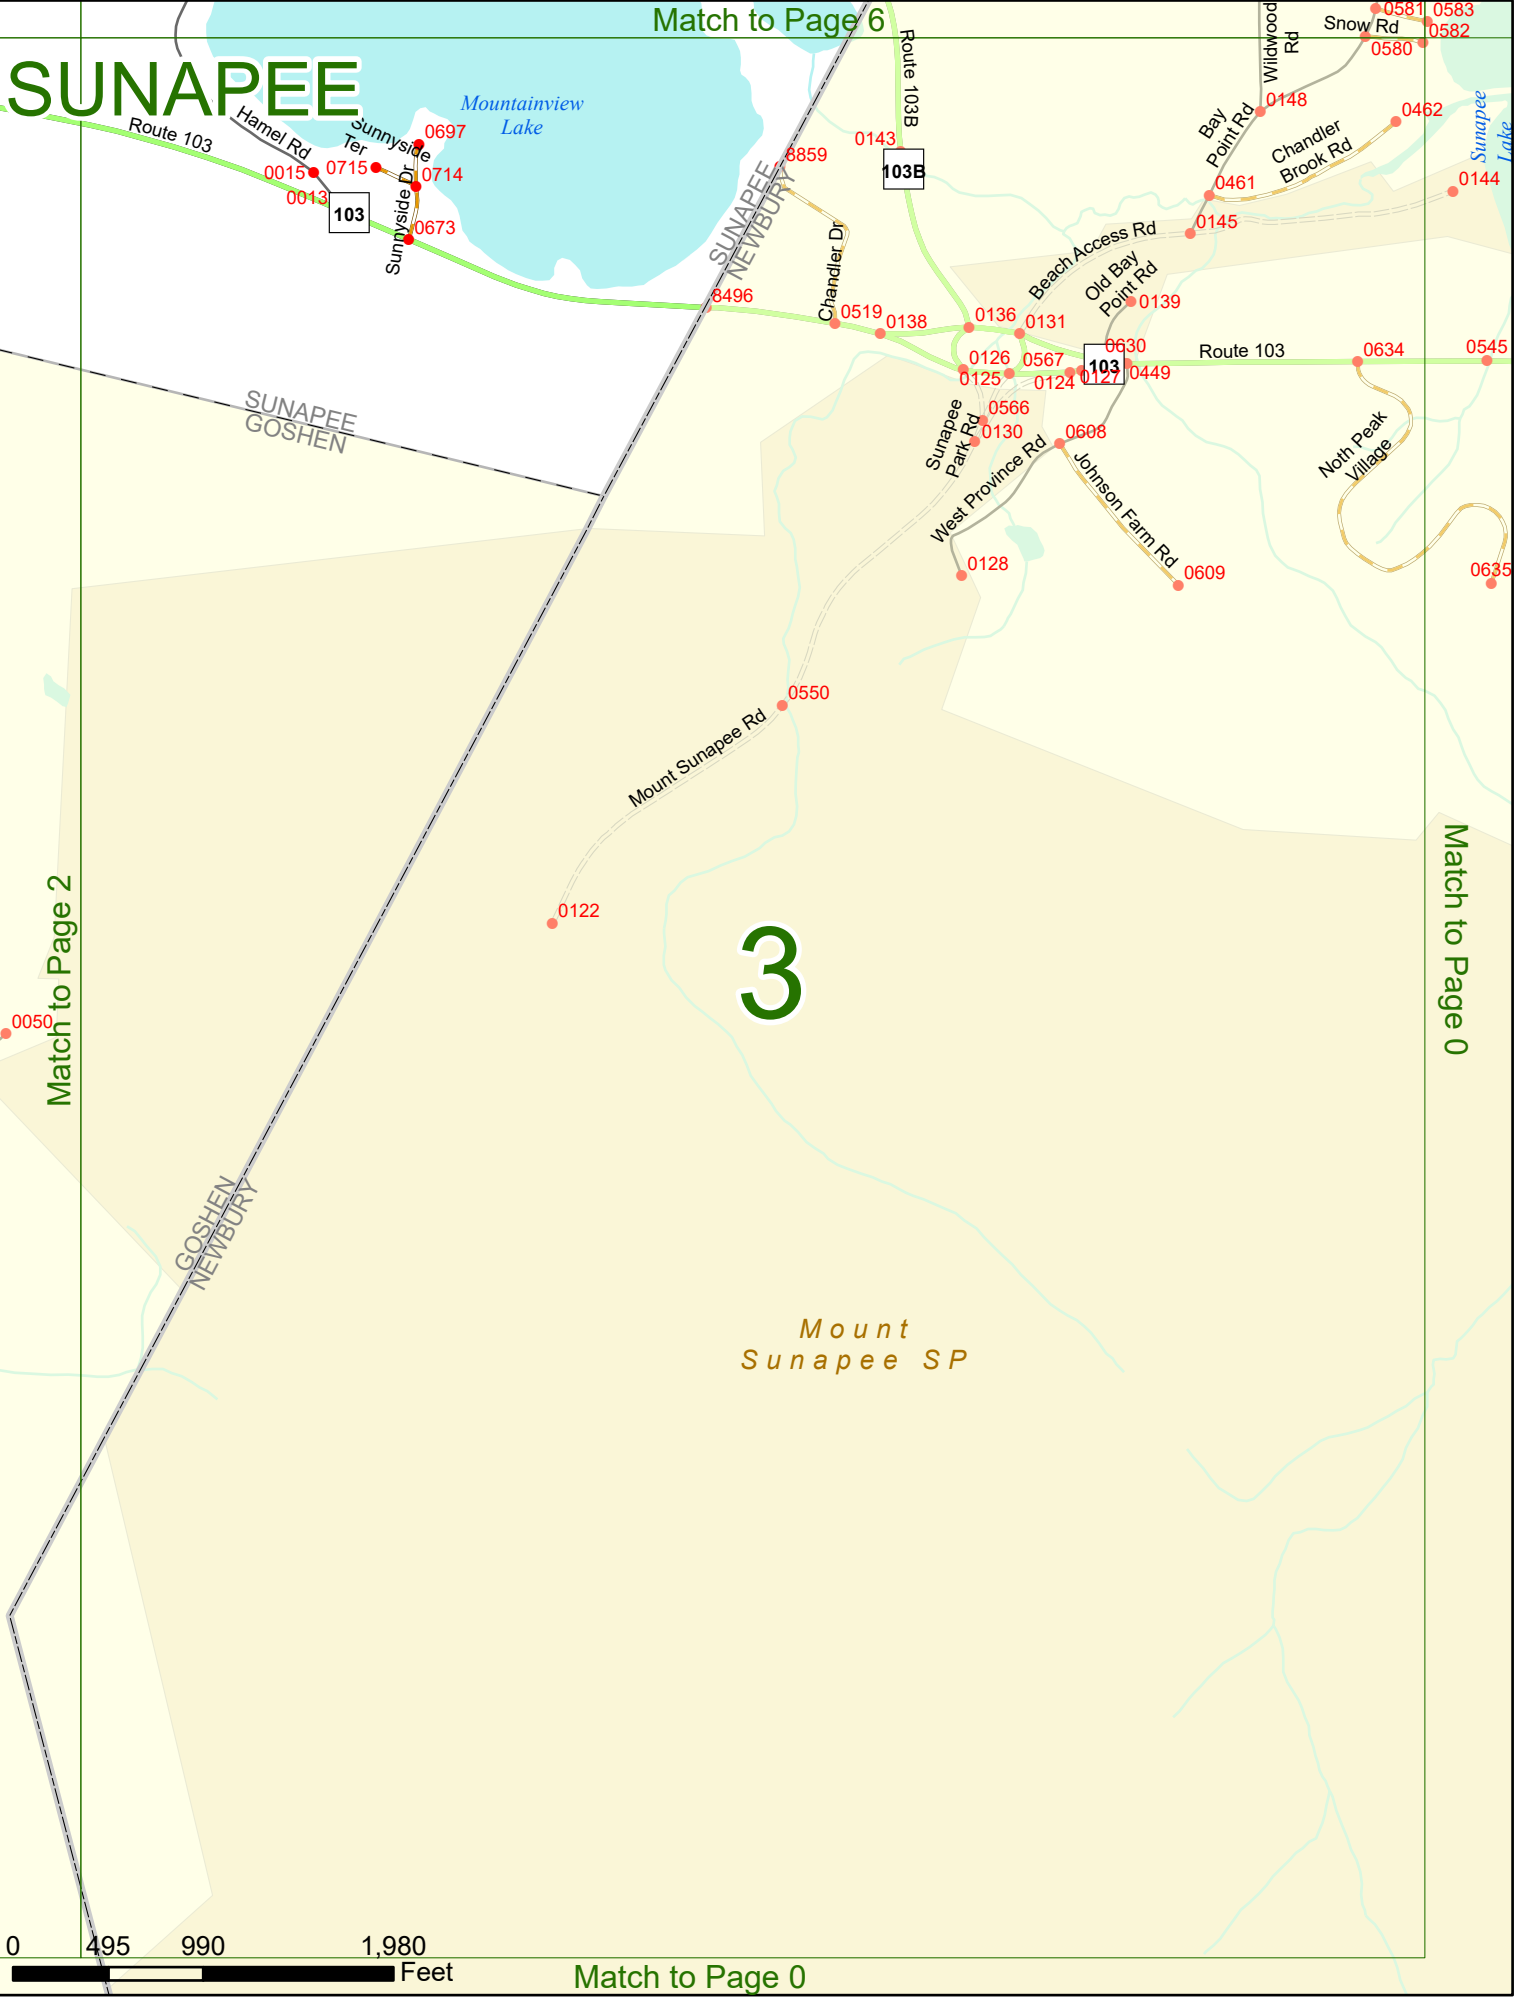 Match to Page 6
SUNAPEE
Mountainview
Lake
Route 103
Hamel Rd
Sunnyside
Ter
Sunnyside Dr
0697
0715
0714
0015
0013
103
0673
SUNAPEE
NEWBURY
8859
8496
Route 103B
0143
103B
Chandler Dr
0519
0138
0136
0131
0126
0125
0567
0124
0127
0630
103
0449
Route 103
0634
0545
Wildwood
Rd
Snow Rd
0581
0583
0582
0580
0148
Bay
Point Rd
Chandler
Brook Rd
0462
Sunapee
Lake
0461
0144
0145
Beach Access Rd
Old Bay
Point Rd
0139
SUNAPEE
GOSHEN
Sunapee
Park Rd
0566
0130
West Province Rd
0608
Johnson Farm Rd
0128
0609
Noth Peak
Village
0635
0550
Mount Sunapee Rd
0122
3
Match to Page 2
Match to Page 0
0050
GOSHEN
NEWBURY
Mount
Sunapee SP
0 495 990 1,980
Feet
Match to Page 0